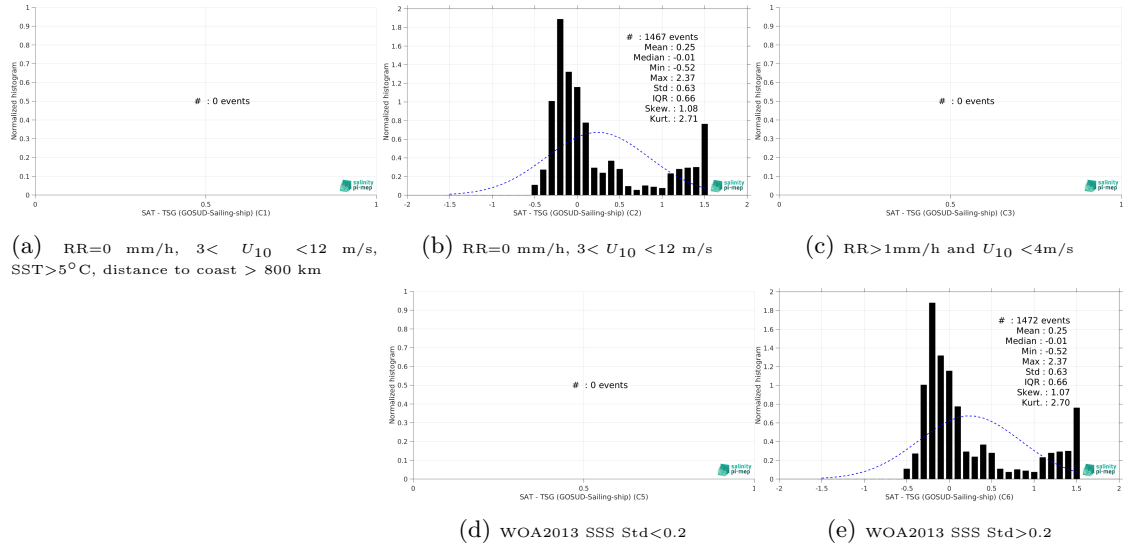 1
0.9
0.8
0.7
0.6
0.5
0.4
0.3
0.2
0.1
0
Normalized histogram
# : 0 events
0 0.5 1
SAT - TSG (GOSUD-Sailing-ship) (C1)
salinity
pi-mep
(a) RR=0 mm/h, 3< U10 <12 m/s,
SST>5°C, distance to coast > 800 km
2
1.8
1.6
1.4
1.2
1
0.8
0.6
0.4
0.2
0
Normalized histogram
# : 1467 events
Mean : 0.25
Median : -0.01
Min : -0.52
Max : 2.37
Std : 0.63
IQR : 0.66
Skew. : 1.08
Kurt. : 2.71
-2 -1.5 -1 -0.5 0 0.5 1 1.5 2
SAT - TSG (GOSUD-Sailing-ship) (C2)
salinity
pi-mep
(b) RR=0 mm/h, 3< U10 <12 m/s
1
0.9
0.8
0.7
0.6
0.5
0.4
0.3
0.2
0.1
0
Normalized histogram
# : 0 events
0 0.5 1
SAT - TSG (GOSUD-Sailing-ship) (C3)
salinity
pi-mep
(c) RR>1mm/h and U10 <4m/s
1
0.9
0.8
0.7
0.6
0.5
0.4
0.3
0.2
0.1
0
Normalized histogram
# : 0 events
0 0.5 1
SAT - TSG (GOSUD-Sailing-ship) (C5)
salinity
pi-mep
(d) WOA2013 SSS Std<0.2
2
1.8
1.6
1.4
1.2
1
0.8
0.6
0.4
0.2
0
Normalized histogram
# : 1472 events
Mean : 0.25
Median : -0.01
Min : -0.52
Max : 2.37
Std : 0.63
IQR : 0.66
Skew. : 1.07
Kurt. : 2.70
-2 -1.5 -1 -0.5 0 0.5 1 1.5 2
SAT - TSG (GOSUD-Sailing-ship) (C6)
salinity
pi-mep
(e) WOA2013 SSS Std>0.2